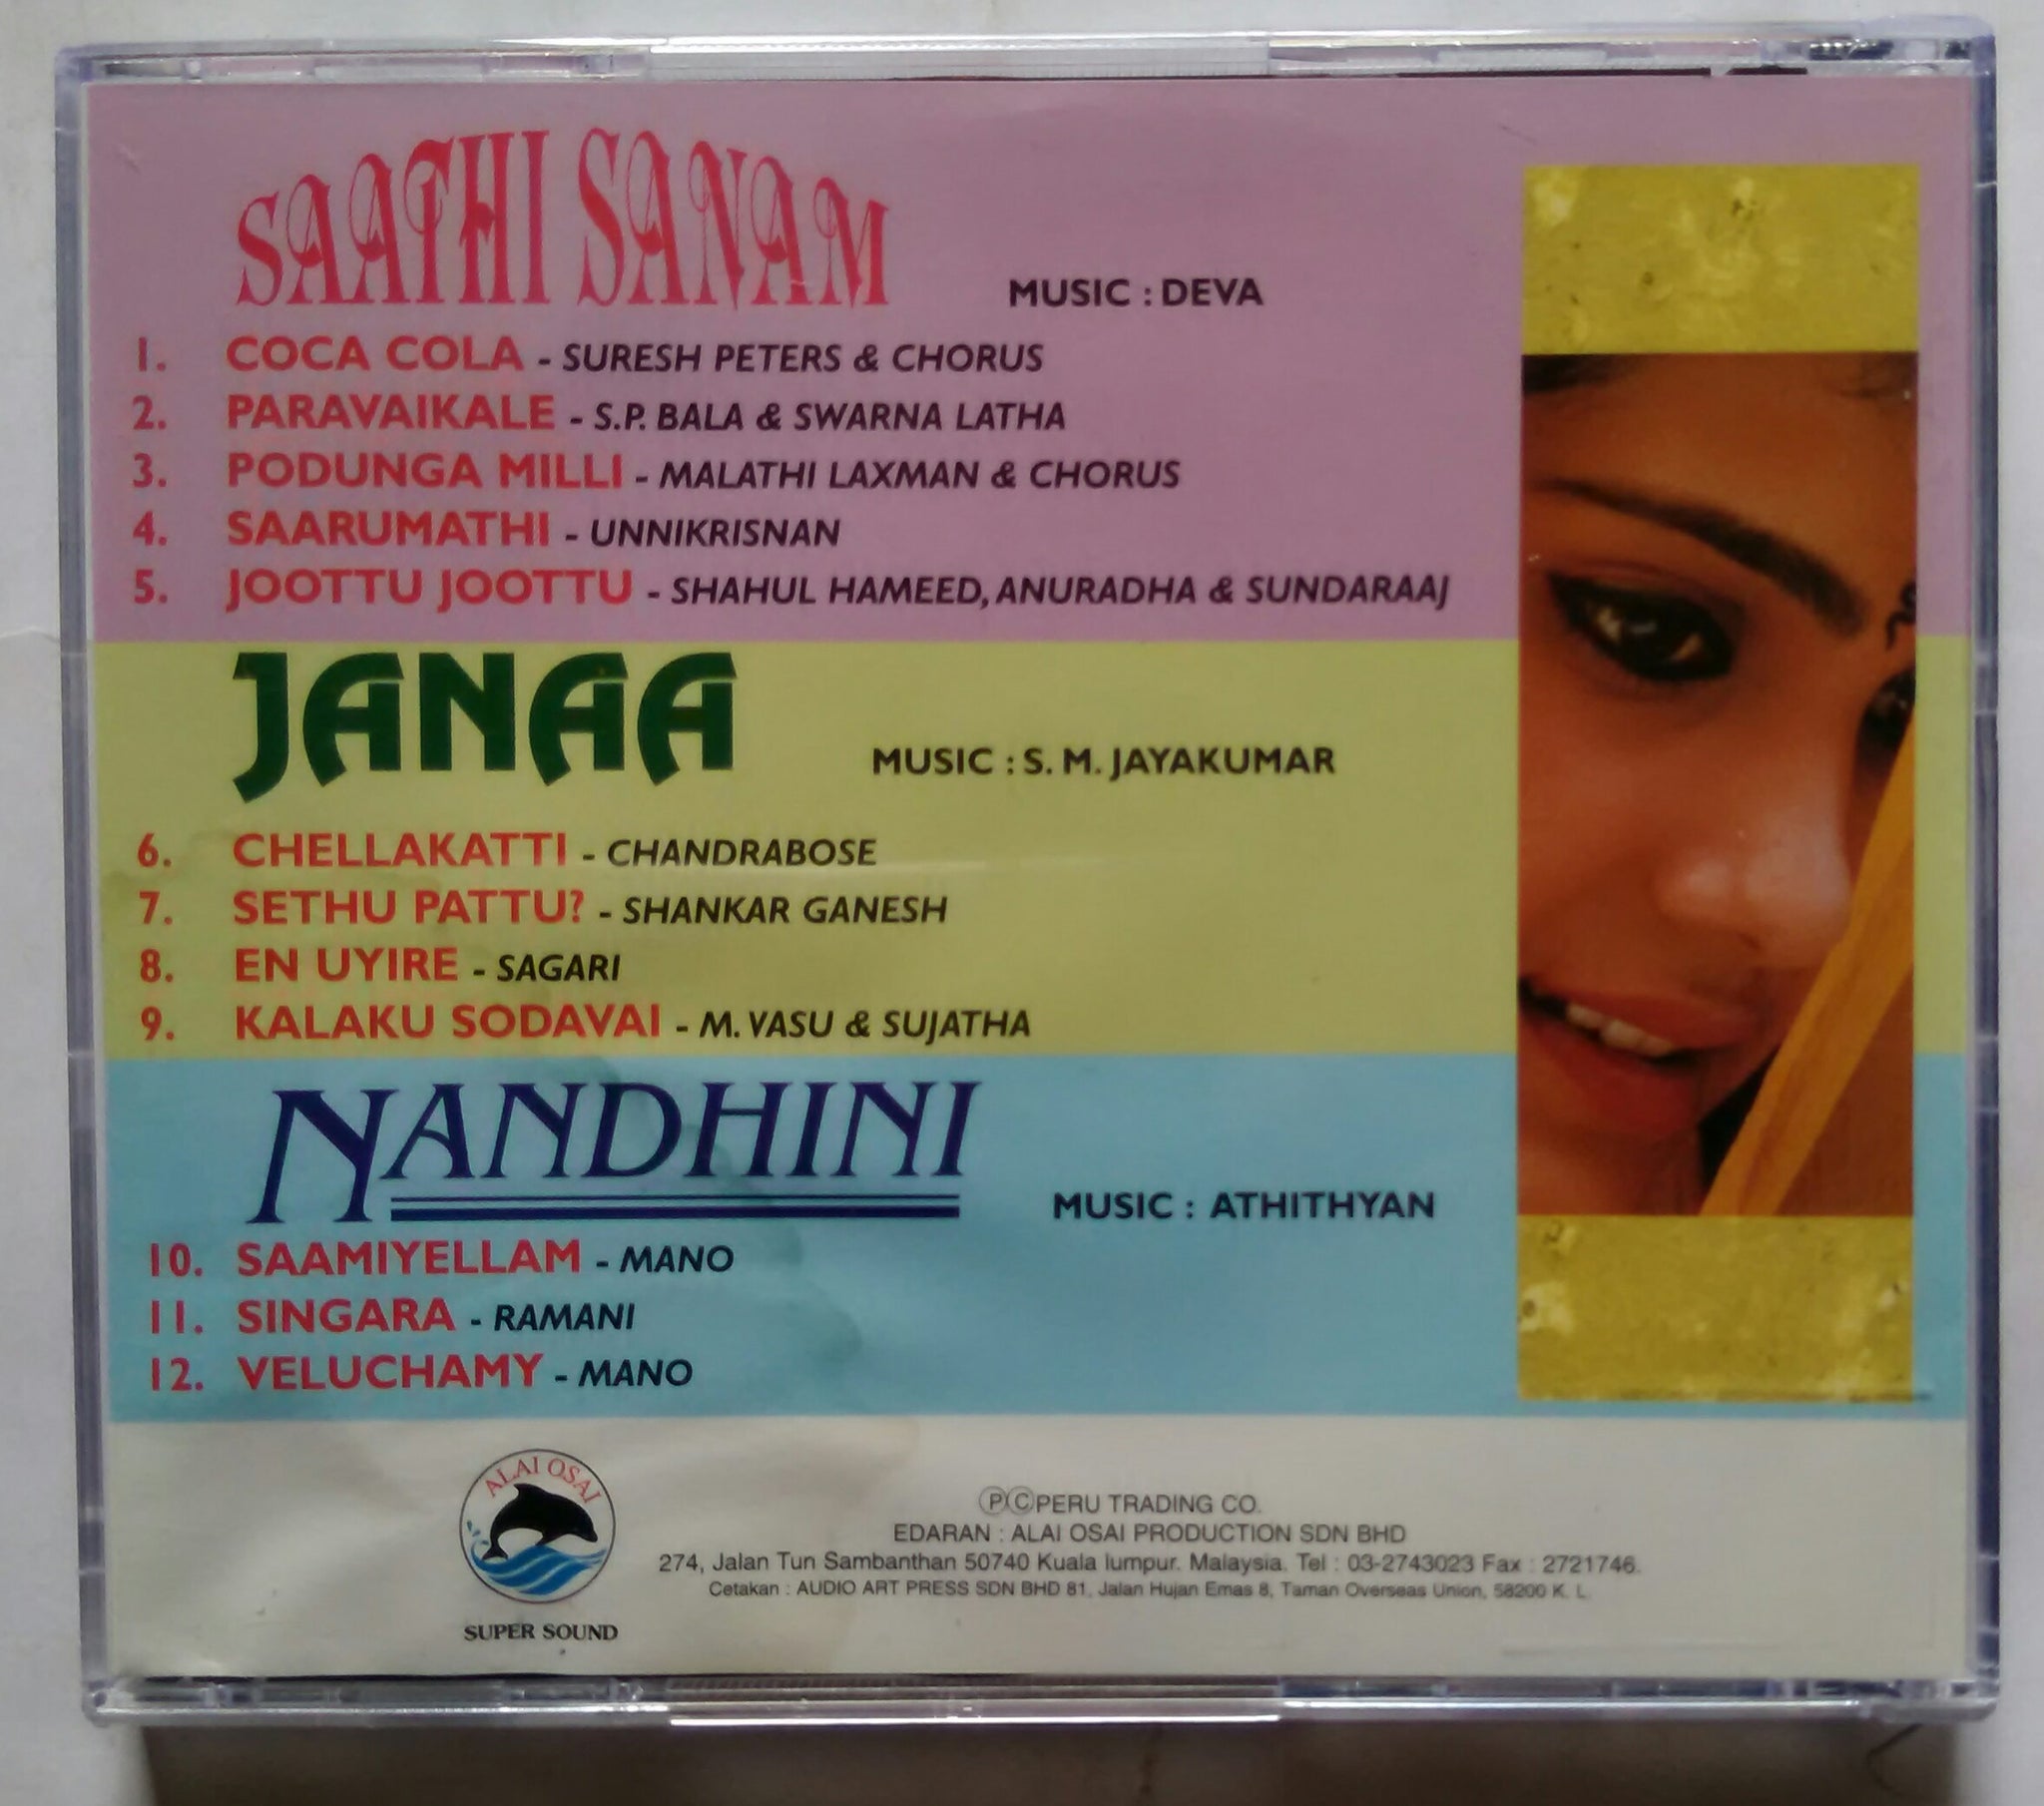 SAATHI SANAM
MUSIC : DEVA
1. COCA COLA - SURESH PETERS & CHORUS
2. PARAVAIKALE - S.P. BALA & SWARNA LATHA
3. PODUNGA MILLI - MALATHI LAXMAN & CHORUS
4. SAARUMATHI - UNNIKRISNAN
5. JOOTTU JOOTTU - SHAHUL HAMEED, ANURADHA & SUNDARAAJ
JANAA
MUSIC : S. M. JAYAKUMAR
6. CHELLAKATTI - CHANDRABOSE
7. SETHU PATTU? - SHANKAR GANESH
8. EN UYIRE - SAGARI
9. KALAKU SODAVAI - M. VASU & SUJATHA
NANDHINI
MUSIC : ATHITHYAN
10. SAAMIYELLAM - MANO
11. SINGARA - RAMANI
12. VELUCHAMY - MANO
ALAI OSAI
SUPER SOUND
ⓅⒸPERU TRADING CO.
EDARAN : ALAI OSAI PRODUCTION SDN BHD
274, Jalan Tun Sambanthan 50740 Kuala lumpur. Malaysia. Tel : 03-2743023 Fax : 2721746.
Cetakan : AUDIO ART PRESS SDN BHD 81, Jalan Hujan Emas 8, Taman Overseas Union, 58200 K. L.